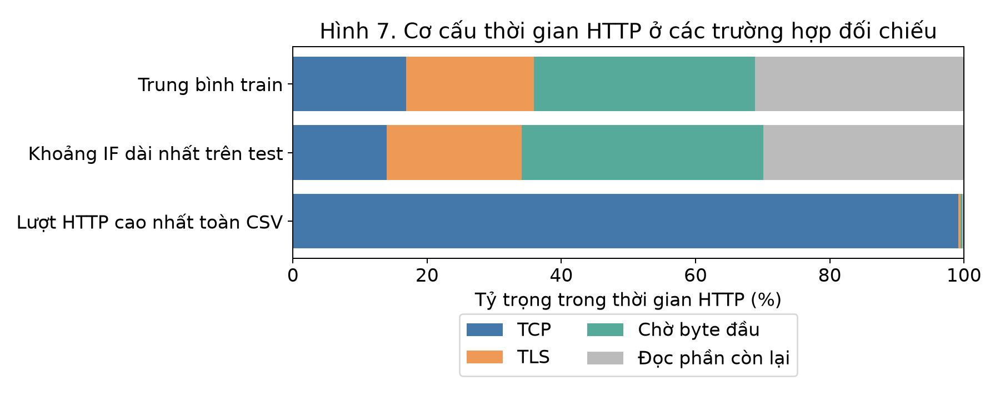 Hình 7. Cơ cấu thời gian HTTP ở các trường hợp đối chiếu
Trung bình train
Khoảng IF dài nhất trên test
Lượt HTTP cao nhất toàn CSV
0 20 40 60 80 100
Tỷ trọng trong thời gian HTTP (%)
TCP Chờ byte đầu
TLS Đọc phần còn lại